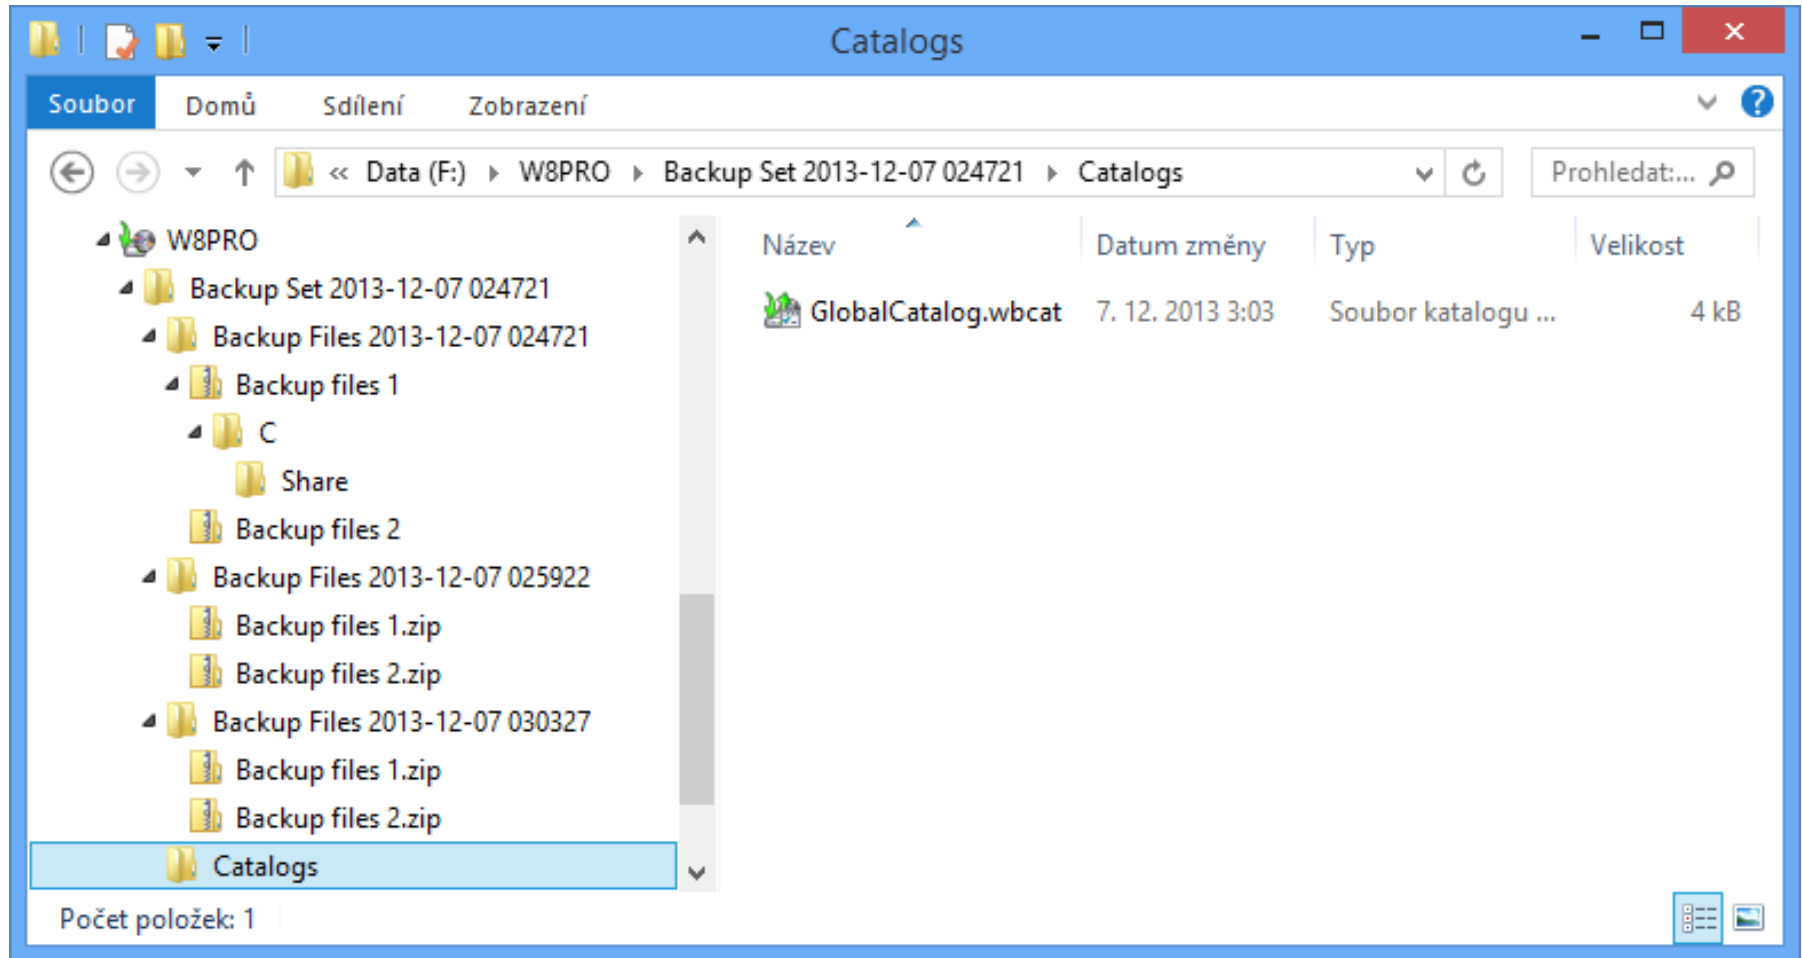 Catalogs
Soubor Domů Sdílení Zobrazení
« Data (F:) W8PRO Backup Set 2013-12-07 024721 Catalogs Prohledat:...
W8PRO
Backup Set 2013-12-07 024721
Backup Files 2013-12-07 024721
Backup files 1
C
Share
Backup files 2
Backup Files 2013-12-07 025922
Backup files 1.zip
Backup files 2.zip
Backup Files 2013-12-07 030327
Backup files 1.zip
Backup files 2.zip
Catalogs
Název Datum změny Typ Velikost
GlobalCatalog.wbcat 7. 12. 2013 3:03 Soubor katalogu ... 4 kB
Počet položek: 1